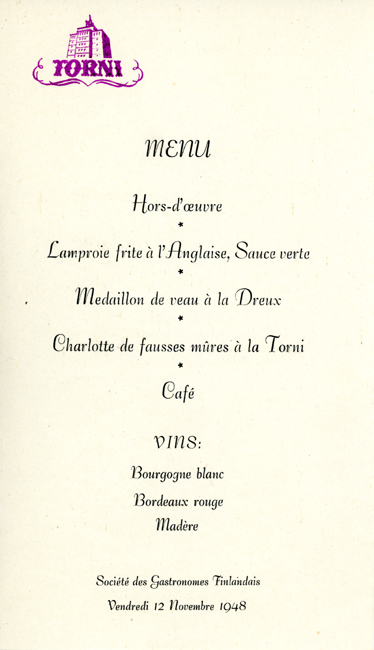 TORNI
MENU
Hors-d'œuvre
*
Lamproie frite à l'Anglaise, Sauce verte
*
Medaillon de veau à la Dreux
*
Charlotte de fausses mûres à la Torni
*
Café
VINS:
Bourgogne blanc
Bordeaux rouge
Madère
Société des Gastronomes Finlandais
Vendredi 12 Novembre 1948